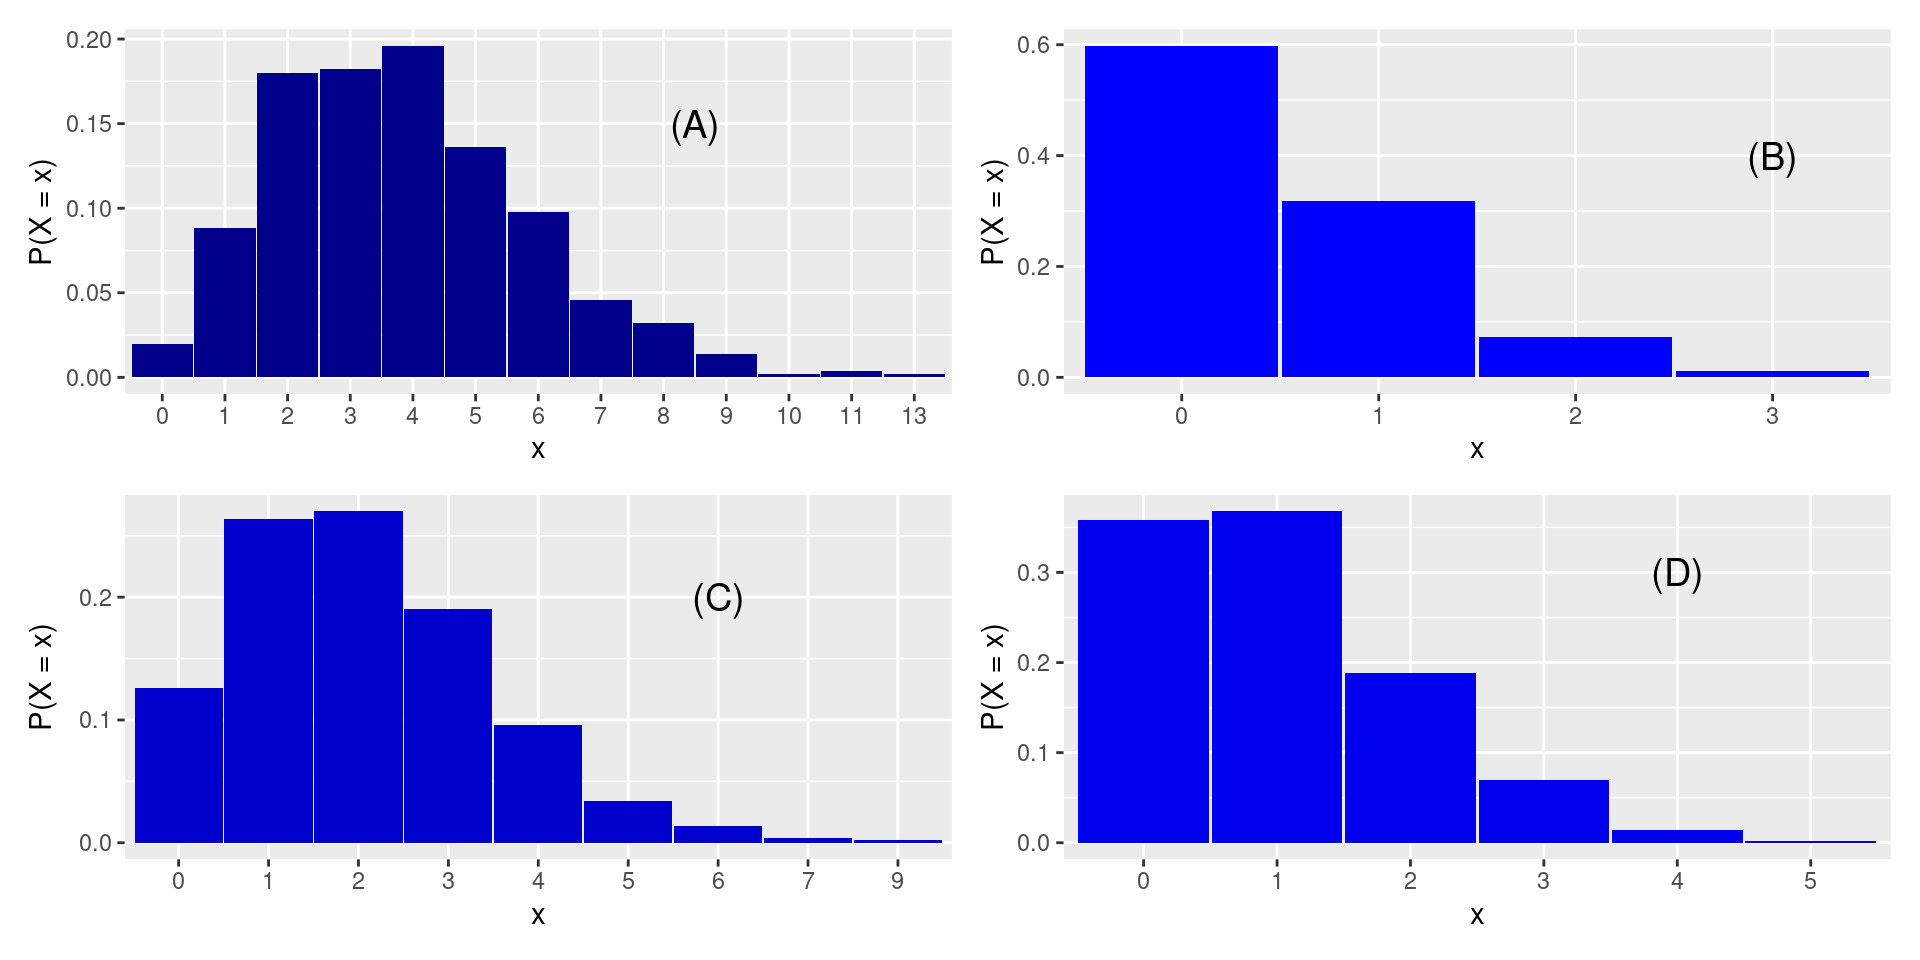 0.20
0.15
0.10
0.05
0.00
P(X = x)
(A)
0 1 2 3 4 5 6 7 8 9 10 11 13
x
0.6
0.4
0.2
0.0
P(X = x)
(B)
0 1 2 3
x
0.2
0.1
0.0
P(X = x)
(C)
0 1 2 3 4 5 6 7 9
x
0.3
0.2
0.1
0.0
P(X = x)
(D)
0 1 2 3 4 5
x